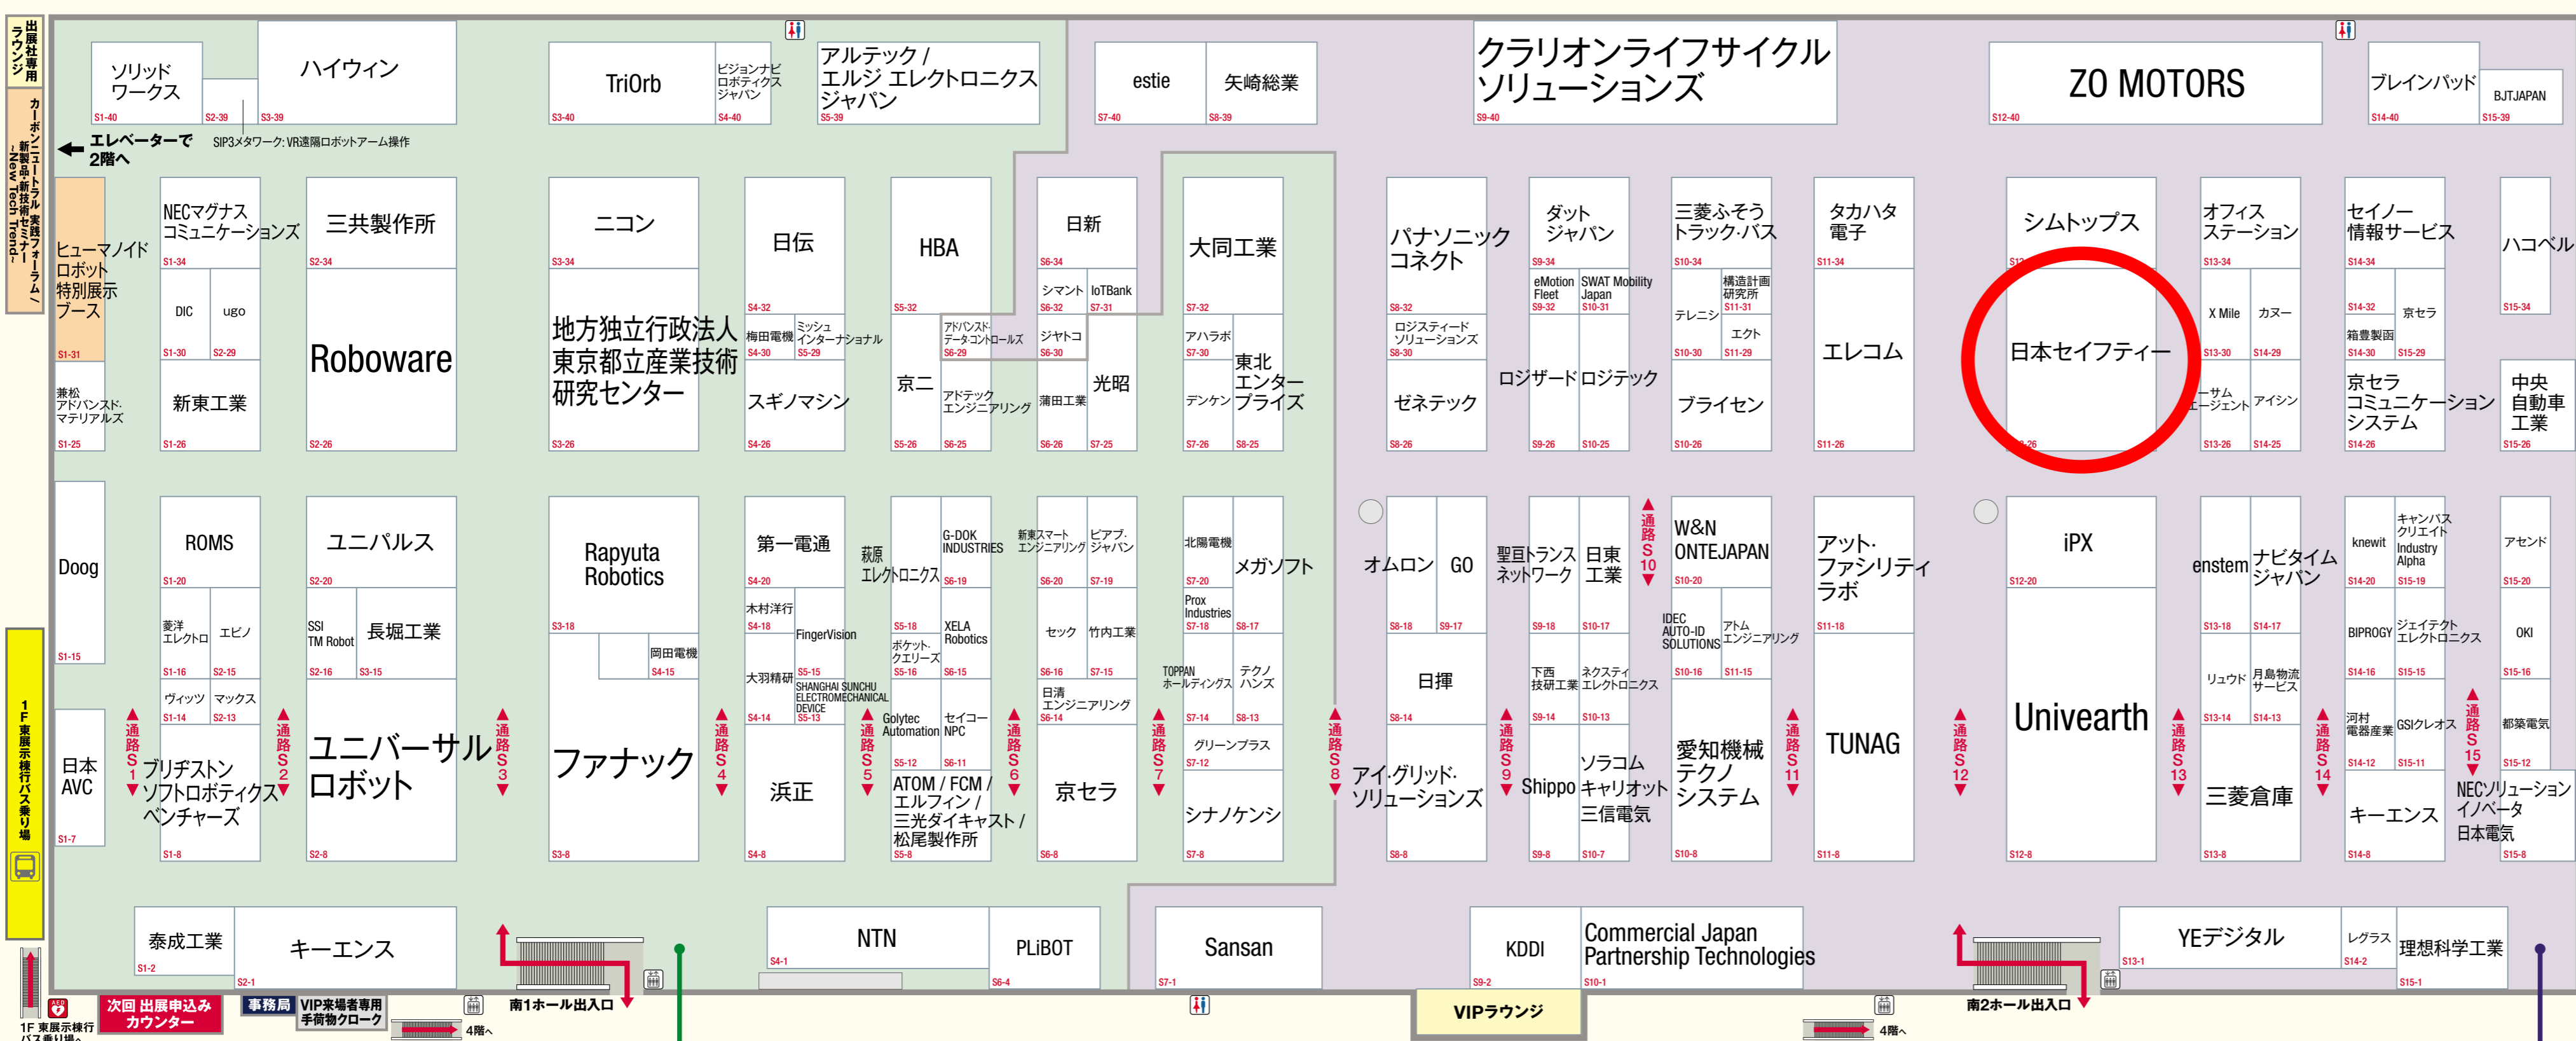 出展社専用
ラウンジ
カーボンニュートラル 実践フォーラム /
新製品・新技術セミナー
~New Tech Trend~
1F東展示棟行バス乗り場
ソリッド
ワークス
S1-40
S2-39
ハイウィン
S3-39
SIP3メタワーク: VR遠隔ロボットアーム操作
エレベーターで
2階へ
TriOrb
S3-40
ビジョンナビ
ロボティクス
ジャパン
S4-40
アルテック /
エルジ エレクトロニクス
ジャパン
S5-39
estie
S7-40
矢崎総業
S8-39
クラリオンライフサイクル
ソリューションズ
S9-40
ZO MOTORS
S12-40
ブレインパッド
S14-40
BJTJAPAN
S15-39
ヒューマノイド
ロボット
特別展示
ブース
S1-31
兼松
アドバンスド・
マテリアルズ
S1-25
NECマグナス
コミュニケーションズ
S1-34
DIC
S1-30
ugo
S2-29
新東工業
S1-26
三共製作所
S2-34
Roboware
S2-26
ニコン
S3-34
地方独立行政法人
東京都立産業技術
研究センター
S3-26
日伝
S4-32
梅田電機
S4-30
ミッシュ
インターナショナル
S5-29
スギノマシン
S4-26
HBA
S5-32
アドバンスド・
データ・コントロールズ
S6-29
京二
S5-26
アドテック
エンジニアリング
S6-25
日新
S6-34
シマント
S6-32
IoTBank
S7-31
ジヤトコ
S6-30
蒲田工業
S6-26
光昭
S7-25
大同工業
S7-32
アハラボ
S7-30
デンケン
S7-26
東北
エンター
プライズ
S8-25
パナソニック
コネクト
S8-32
ロジスティード
ソリューションズ
S8-30
ゼネテック
S8-26
ダット
ジャパン
S9-34
eMotion
Fleet
S9-32
SWAT Mobility
Japan
S10-31
ロジザード
S9-26
ロジテック
S10-25
三菱ふそう
トラック・バス
S10-34
テレニシ
S10-30
構造計画
研究所
S11-31
エクト
S11-29
ブライセン
S10-26
タカハタ
電子
S11-34
エレコム
S11-26
シムトップス
日本セイフティー
オフィス
ステーション
S13-34
X Mile
S13-30
カヌー
S14-29
S13-26
アイシン
S14-25
セイノー
情報サービス
S14-34
S14-32
箱豊製函
S14-30
京セラ
S15-29
京セラ
コミュニケーション
システム
S14-26
ハコベル
S15-34
中央
自動車
工業
S15-26
Doog
S1-15
日本
AVC
S1-7
ROMS
S1-20
菱洋
エレクトロ
S1-16
エビノ
S2-15
ヴィッツ
S1-14
マックス
S2-13
ブリヂストン
ソフトロボティクス
ベンチャーズ
S1-8
ユニパルス
S2-20
SSI
TM Robot
S2-16
長堀工業
S3-15
ユニバーサル
ロボット
S2-8
Rapyuta
Robotics
S3-18
岡田電機
S4-15
ファナック
S3-8
第一電通
S4-20
木村洋行
S4-18
FingerVision
S5-15
大羽精研
S4-14
SHANGHAI SUNCHU
ELECTROMECHANICAL
DEVICE
S5-13
浜正
S4-8
萩原
エレクトロニクス
S5-18
G-DOK
INDUSTRIES
S6-19
ポケット・
クエリーズ
S5-16
XELA
Robotics
S6-15
Golytec
Automation
S5-12
セイコー
NPC
S6-11
ATOM / FCM /
エルフィン /
三光ダイキャスト /
松尾製作所
S5-8
新東スマート
エンジニアリング
S6-20
ピアブ・
ジャパン
S7-19
セック
S6-16
竹内工業
S7-15
日清
エンジニアリング
S6-14
京セラ
S6-8
北陽電機
S7-20
Prox
Industries
S7-18
メガソフト
S8-17
TOPPAN
ホールディングス
S7-14
テクノ
ハンズ
S8-13
グリーンプラス
S7-12
シナノケンシ
S7-8
オムロン
S8-18
GO
S9-17
日揮
S8-14
アイ・グリッド・
ソリューションズ
S8-8
聖亘トランス
ネットワーク
S9-18
日東
工業
S10-17
下西
技研工業
S9-14
ネクスティ
エレクトロニクス
S10-13
Shippo
S9-8
ソラコム
キャリオット
三信電気
S10-7
W&N
ONTEJAPAN
S10-20
IDEC
AUTO-ID
SOLUTIONS
S10-16
アトム
エンジニアリング
S11-15
愛知機械
テクノ
システム
S10-8
アット・
ファシリティ
ラボ
S11-18
TUNAG
S11-8
iPX
S12-20
Univearth
S12-8
enstem
S13-18
ナビタイム
ジャパン
S14-17
リュウド
S13-14
月島物流
サービス
S14-13
三菱倉庫
S13-8
knewit
S14-20
キャンバス
クリエイト
Industry
Alpha
S15-19
BIPROGY
S14-16
ジェイテクト
エレクトロニクス
S15-15
河村
電器産業
S14-12
GSIクレオス
S15-11
キーエンス
S14-8
アセンド
S15-20
OKI
S15-16
都築電気
S15-12
NECソリューション
イノベータ
日本電気
S15-8
通路S1
通路S2
通路S3
通路S4
通路S5
通路S6
通路S7
通路S8
通路S9
通路S10
通路S11
通路S12
通路S13
通路S14
通路S15
泰成工業
S1-2
キーエンス
S2-1
NTN
S4-1
PLiBOT
S6-4
Sansan
S7-1
KDDI
S9-2
Commercial Japan
Partnership Technologies
S10-1
YEデジタル
S13-1
レグラス
S14-2
理想科学工業
S15-1
AED
1F 東展示棟行
バス乗り場へ
次回 出展申込み
カウンター
事務局
VIP来場者専用
手荷物クローク
4階へ
南1ホール出入口
VIPラウンジ
4階へ
南2ホール出入口